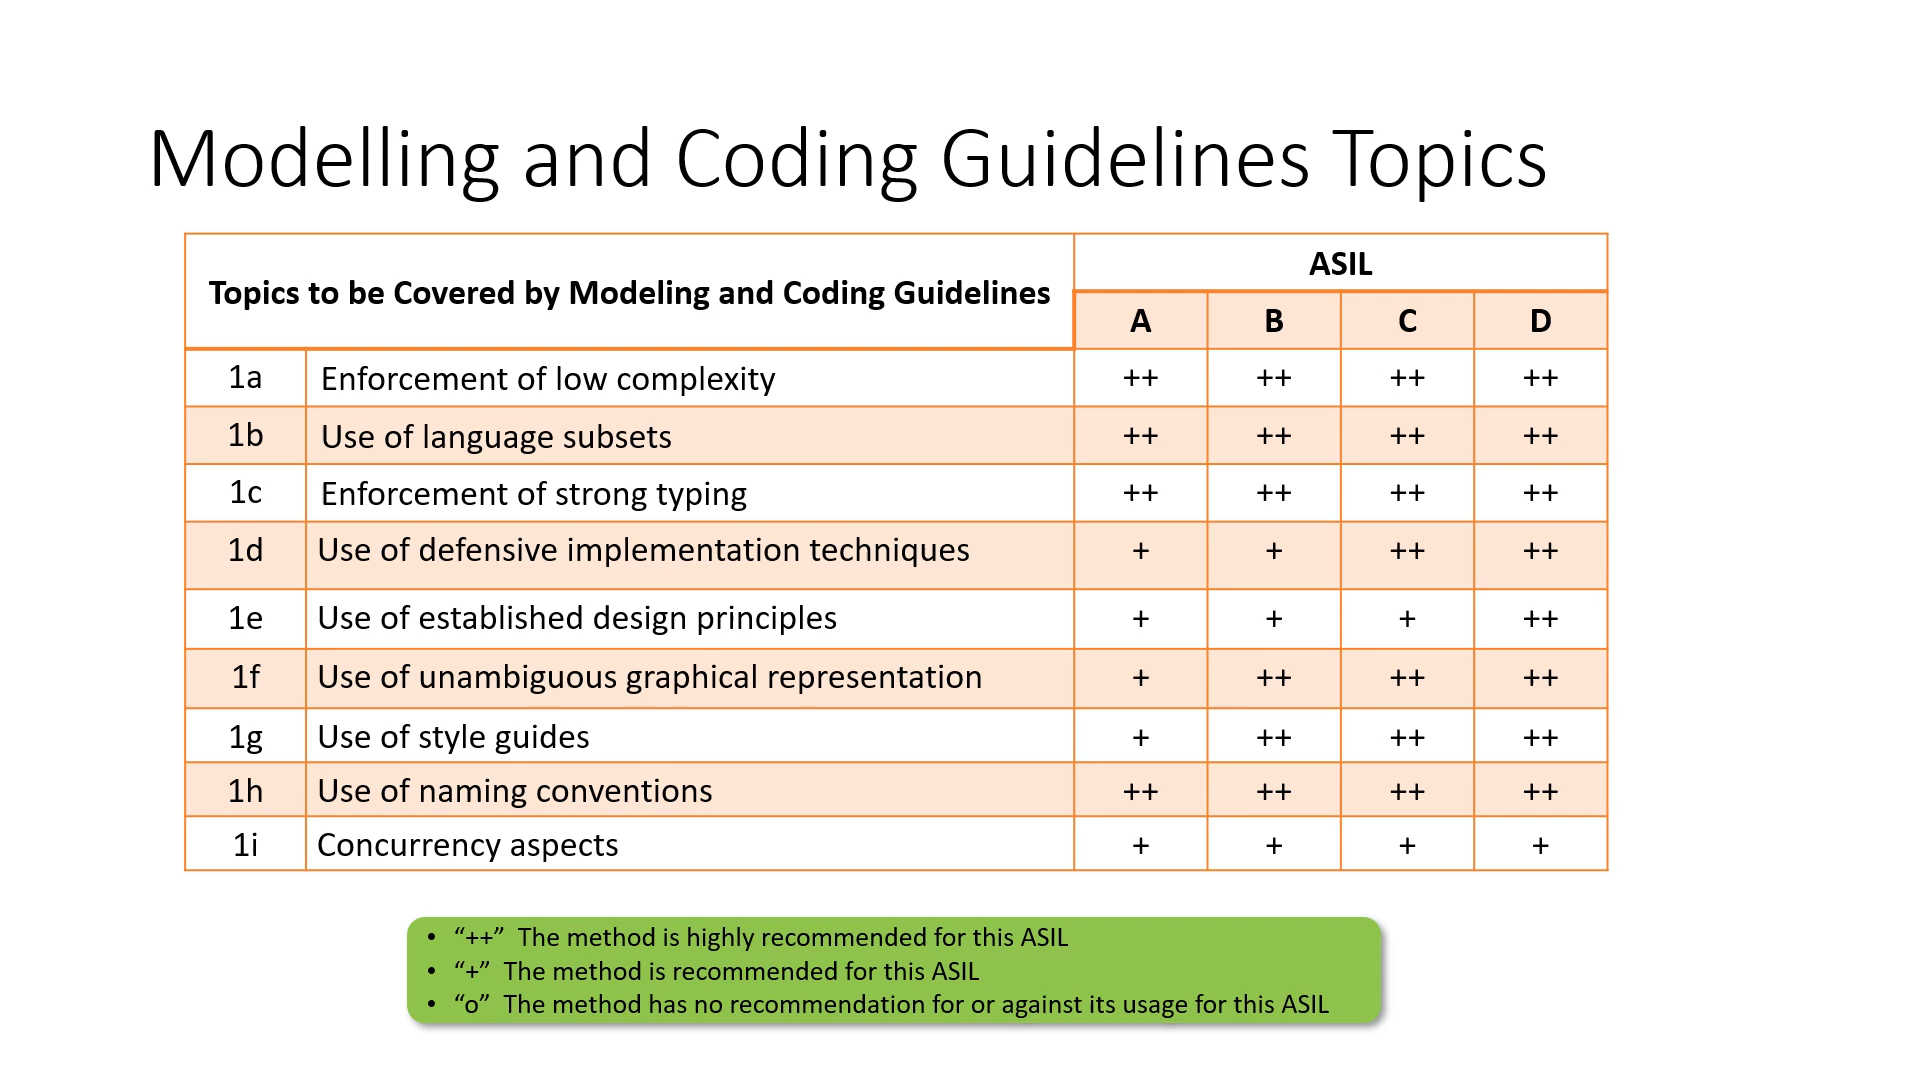 Modelling and Coding Guidelines Topics
Topics to be Covered by Modeling and Coding Guidelines
ASIL
A B C D
1a Enforcement of low complexity ++ ++ ++ ++
1b Use of language subsets ++ ++ ++ ++
1c Enforcement of strong typing ++ ++ ++ ++
1d Use of defensive implementation techniques + + ++ ++
1e Use of established design principles + + + ++
1f Use of unambiguous graphical representation + ++ ++ ++
1g Use of style guides + ++ ++ ++
1h Use of naming conventions ++ ++ ++ ++
1i Concurrency aspects + + + +
• “++” The method is highly recommended for this ASIL
• “+” The method is recommended for this ASIL
• “o” The method has no recommendation for or against its usage for this ASIL